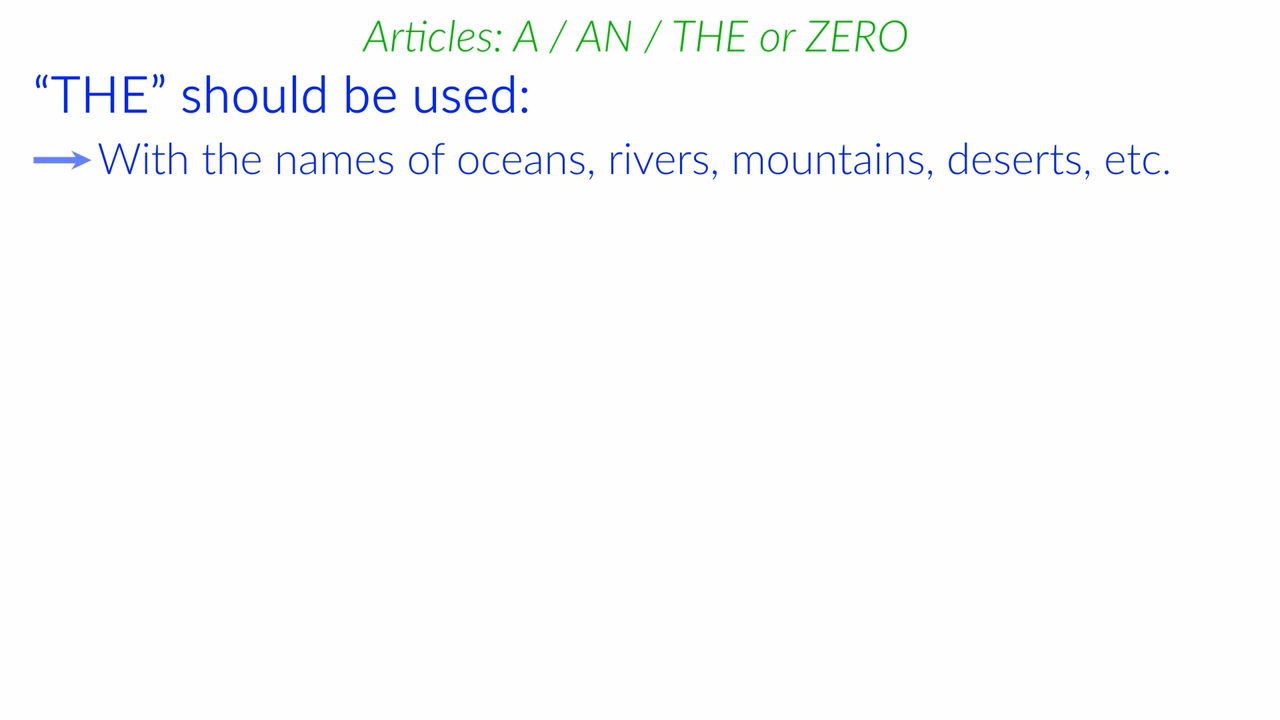 Articles: A / AN / THE or ZERO
“THE” should be used:
With the names of oceans, rivers, mountains, deserts, etc.